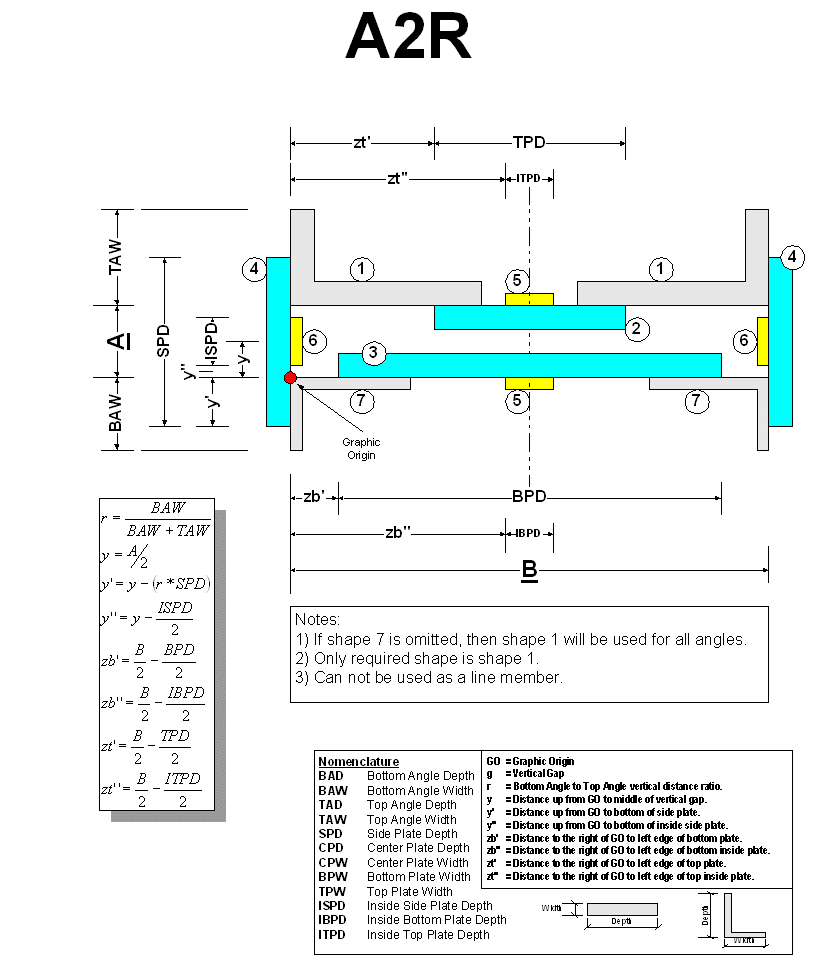 A2R
zt' TPD
zt" ITPD
TAW
A
BAW
SPD
ISPD
y
y"
y'
4
1
5
1
4
6
3
2
6
7
5
7
Graphic
Origin
zb' BPD
zb" IBPD
B
r = BAW / BAW + TAW
y = A/2
y' = y − (r * SPD)
y" = y − ISPD / 2
zb' = B / 2 − BPD / 2
zb" = B / 2 − IBPD / 2
zt' = B / 2 − TPD / 2
zt" = B / 2 − ITPD / 2
Notes:
1) If shape 7 is omitted, then shape 1 will be used for all angles.
2) Only required shape is shape 1.
3) Can not be used as a line member.
Nomenclature
BAD Bottom Angle Depth
BAW Bottom Angle Width
TAD Top Angle Depth
TAW Top Angle Width
SPD Side Plate Depth
CPD Center Plate Depth
CPW Center Plate Width
BPW Bottom Plate Width
TPW Top Plate Width
ISPD Inside Side Plate Depth
IBPD Inside Bottom Plate Depth
ITPD Inside Top Plate Depth
GO = Graphic Origin
g = Vertical Gap
r = Bottom Angle to Top Angle vertical distance ratio.
y = Distance up from GO to middle of vertical gap.
y' = Distance up from GO to bottom of side plate.
y" = Distance up from GO to bottom of inside side plate.
zb' = Distance to the right of GO to left edge of bottom plate.
zb" = Distance to the right of GO to left edge of bottom inside plate.
zt' = Distance to the right of GO to left edge of top plate.
zt" = Distance to the right of GO to left edge of top inside plate.
Width
Depth
Depth
Width